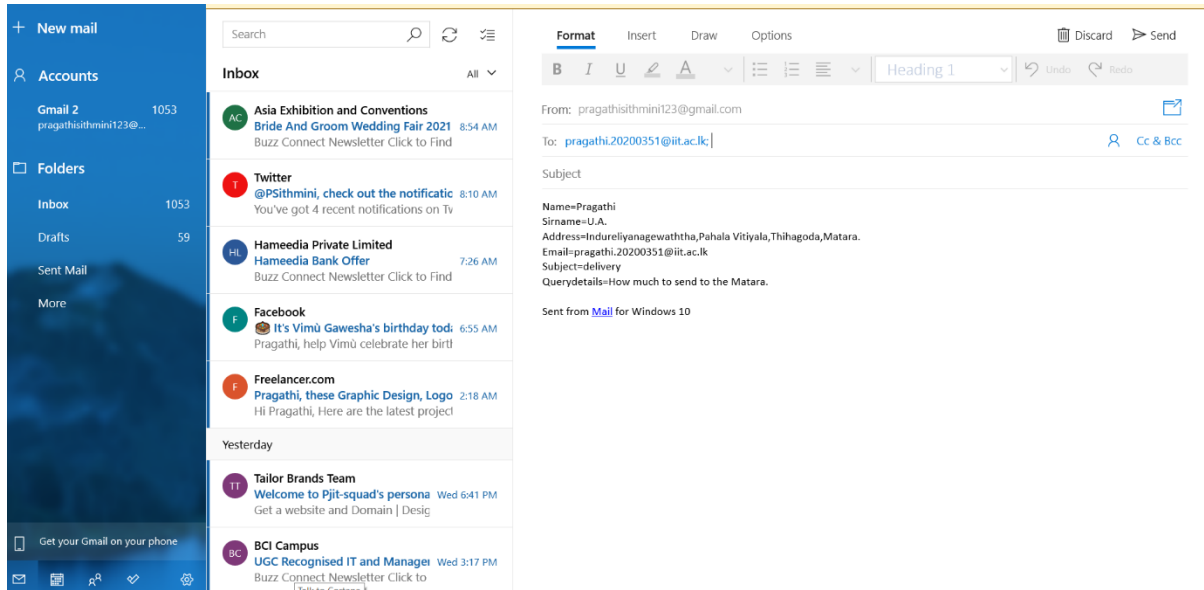 New mail
Accounts
Gmail 2 1053
pragathisithmini123@...
Folders
Inbox 1053
Drafts 59
Sent Mail
More
Get your Gmail on your phone
Search
Inbox All
AC Asia Exhibition and Conventions
Bride And Groom Wedding Fair 2021 8:54 AM
Buzz Connect Newsletter Click to Find
T Twitter
@PSithmini, check out the notificatic 8:10 AM
You've got 4 recent notifications on Tv
HL Hameedia Private Limited
Hameedia Bank Offer 7:26 AM
Buzz Connect Newsletter Click to Find
F Facebook
It's Vimù Gawesha's birthday toda 6:55 AM
Pragathi, help Vimù celebrate her birtl
F Freelancer.com
Pragathi, these Graphic Design, Logo 2:18 AM
Hi Pragathi, Here are the latest project
Yesterday
TT Tailor Brands Team
Welcome to Pjit-squad's persona Wed 6:41 PM
Get a website and Domain | Desig
BC BCI Campus
UGC Recognised IT and Manager Wed 3:17 PM
Buzz Connect Newsletter Click to
Format Insert Draw Options Discard Send
B I U A Heading 1 Undo Redo
From: pragathisithmini123@gmail.com
To: pragathi.20200351@iit.ac.lk; Cc & Bcc
Subject
Name=Pragathi
Sirname=U.A.
Address=Indureliyanagewaththa,Pahala Vitiyala,Thihagoda,Matara.
Email=pragathi.20200351@iit.ac.lk
Subject=delivery
Querydetails=How much to send to the Matara.
Sent from Mail for Windows 10